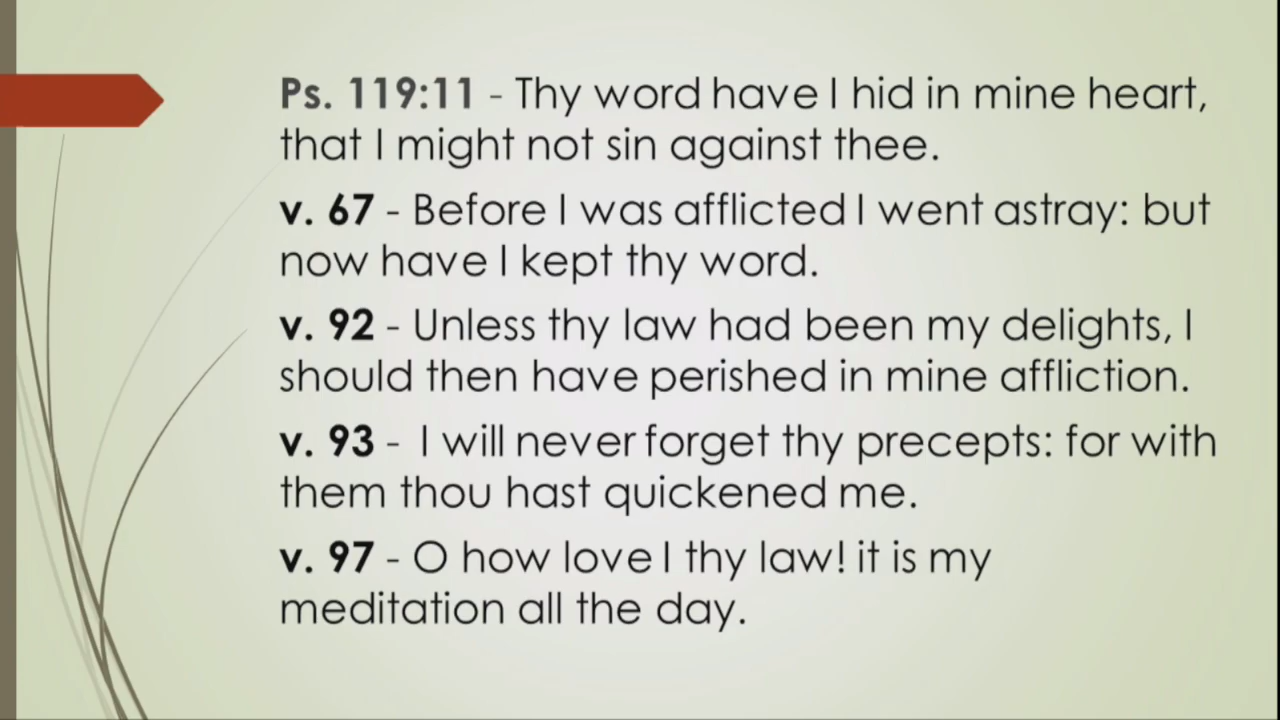 Ps. 119:11 - Thy word have I hid in mine heart,
that I might not sin against thee.
v. 67 - Before I was afflicted I went astray: but
now have I kept thy word.
v. 92 - Unless thy law had been my delights, I
should then have perished in mine affliction.
v. 93 - I will never forget thy precepts: for with
them thou hast quickened me.
v. 97 - O how love I thy law! it is my
meditation all the day.